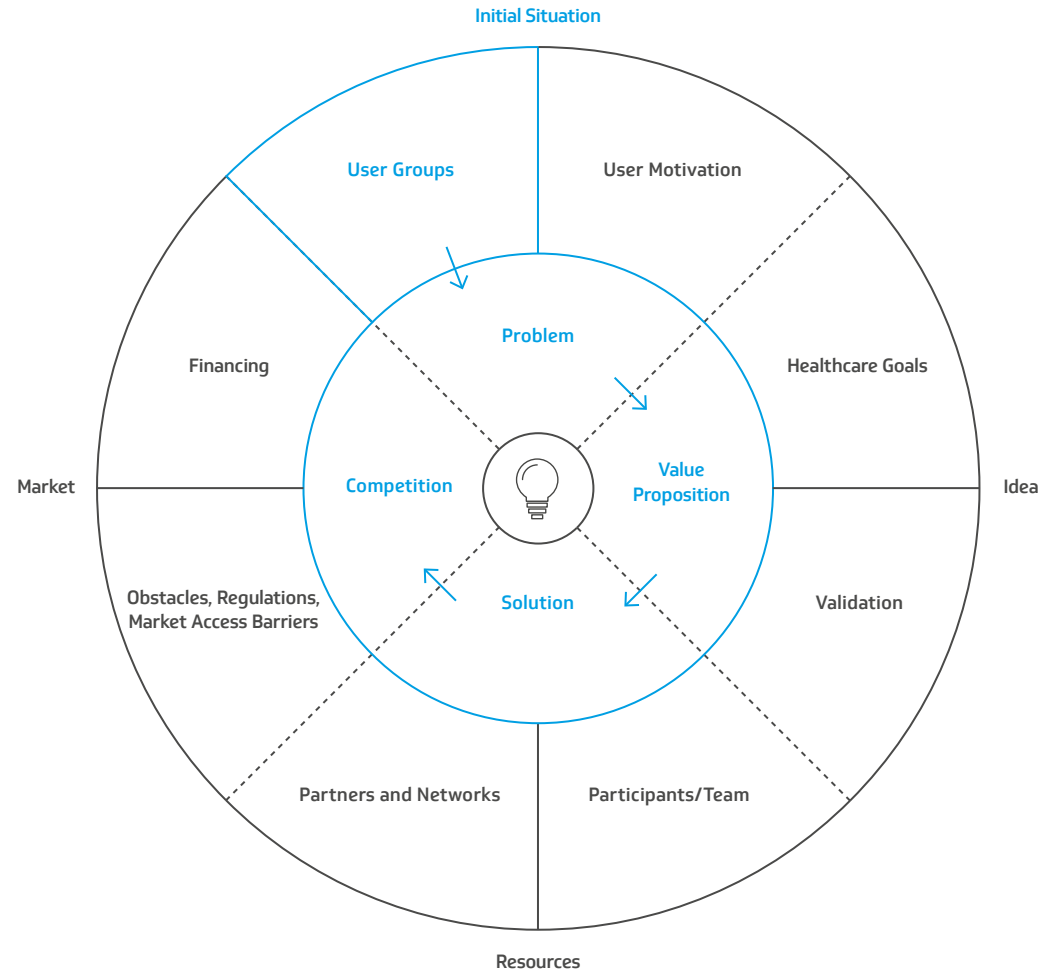 Initial Situation
User Groups
User Motivation
Problem
Financing
Healthcare Goals
Market
Competition
Value
Proposition
Idea
Obstacles, Regulations,
Market Access Barriers
Solution
Validation
Partners and Networks
Participants/Team
Resources